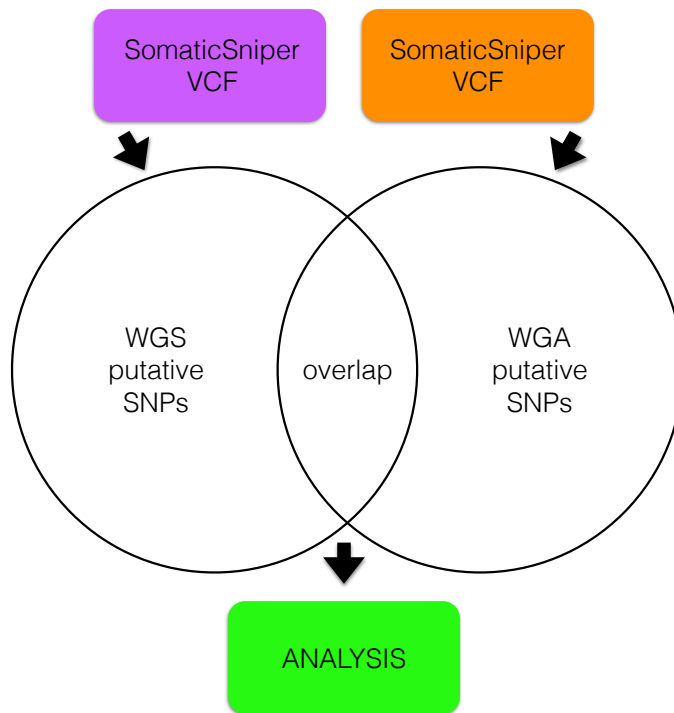 SomaticSniper
VCF
SomaticSniper
VCF
WGS
putative
SNPs
overlap
WGA
putative
SNPs
ANALYSIS